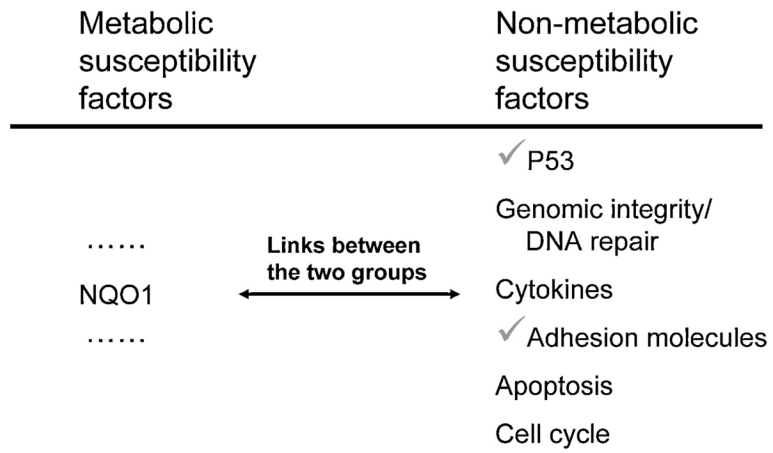 Metabolic
susceptibility
factors
Non-metabolic
susceptibility
factors
......
NQO1
......
Links between
the two groups
✓P53
Genomic integrity/
DNA repair
Cytokines
✓Adhesion molecules
Apoptosis
Cell cycle